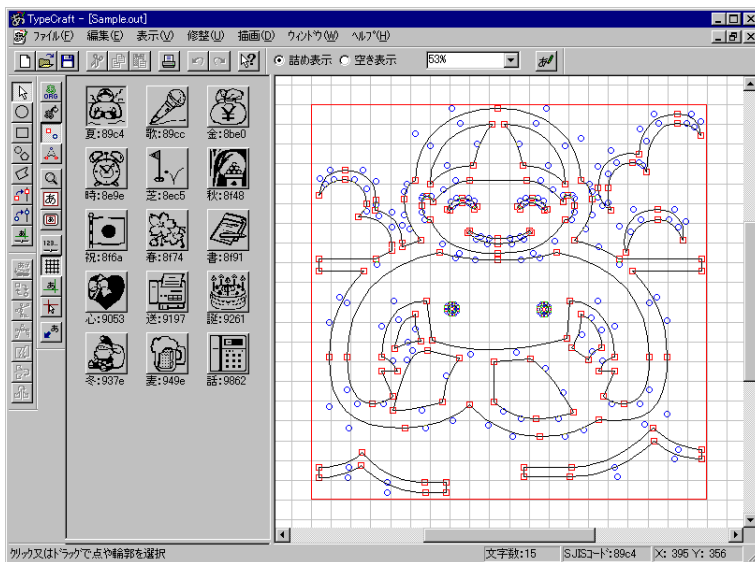 TypeCraft - [Sample.out]
ファイル(F) 編集(E) 表示(V) 修整(U) 描画(D) ウィンドウ(W) ヘルプ(H)
詰め表示 空き表示 53%
ORG
夏:89c4 歌:89cc 金:8be0
時:8e9e 芝:8ec5 秋:8f48
祝:8f6a 春:8f74 書:8f91
心:9053 送:9197 誕:9261
冬:937e 麦:949e 話:9862
123...
クリック又はドラッグで点や輪郭を選択 文字数:15 SJISコード:89c4 X: 395 Y: 356